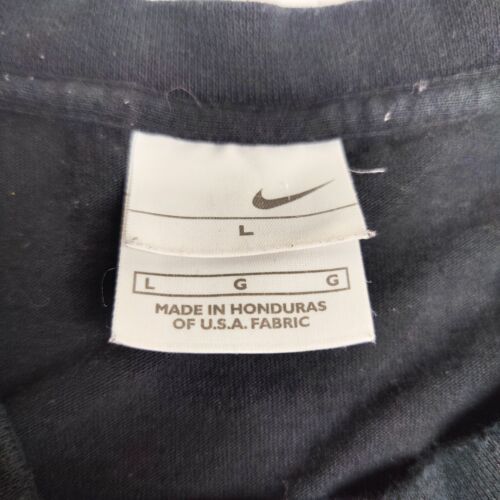 L
L G G
MADE IN HONDURAS
OF U.S.A. FABRIC